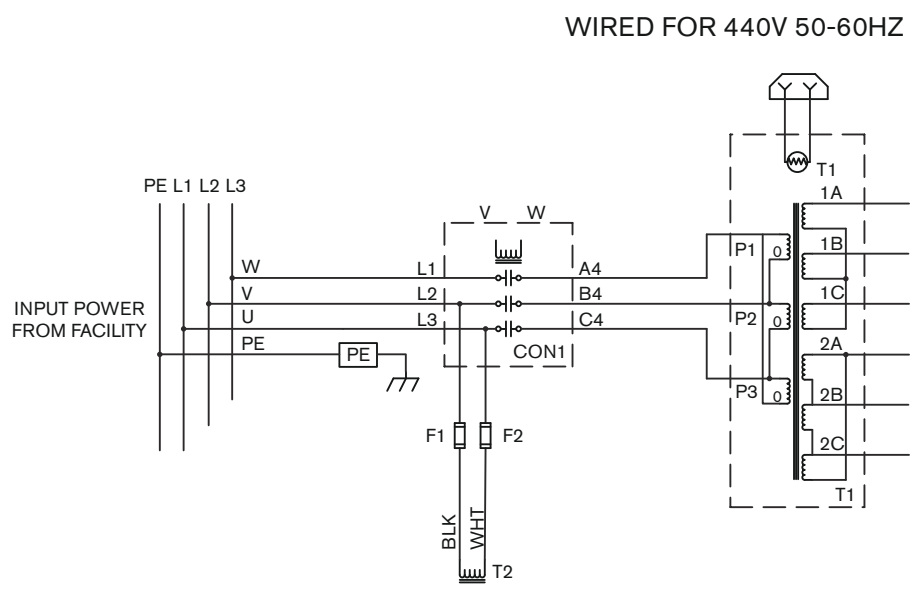 WIRED FOR 440V 50-60HZ
T1
PE L1 L2 L3
1A
V W
P1
0
1B
W
L1
A4
INPUT POWER
FROM FACILITY
V
L2
B4
1C
U
L3
C4
P2
0
PE
PE
CON1
2A
P3
0
2B
F1
F2
2C
T1
BLK
WHT
T2